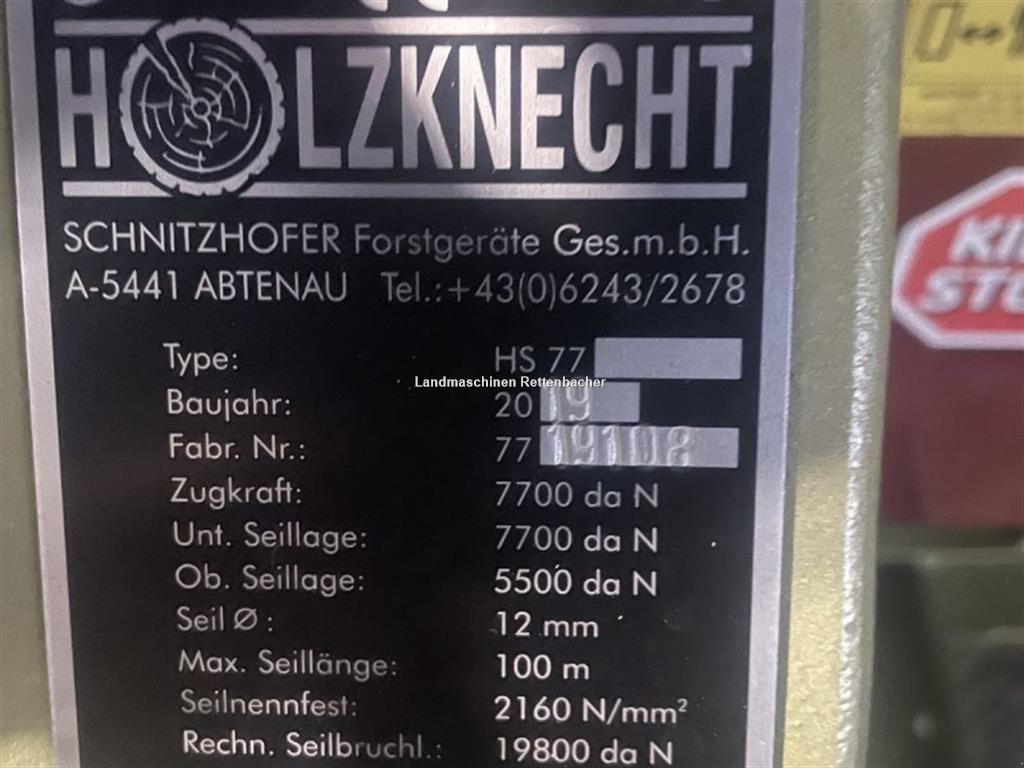 HOLZKNECHT
SCHNITZHOFER Forstgeräte Ges.m.b.H.
A-5441 ABTENAU Tel.:+43(0)6243/2678
Type: HS 77
Landmaschinen Rettenbacher
Baujahr: 2019
Fabr. Nr.: 77 19108
Zugkraft: 7700 da N
Unt. Seillage: 7700 da N
Ob. Seillage: 5500 da N
Seil Ø : 12 mm
Max. Seillänge: 100 m
Seilnennfest: 2160 N/mm²
Rechn. Seilbruchl.: 19800 da N